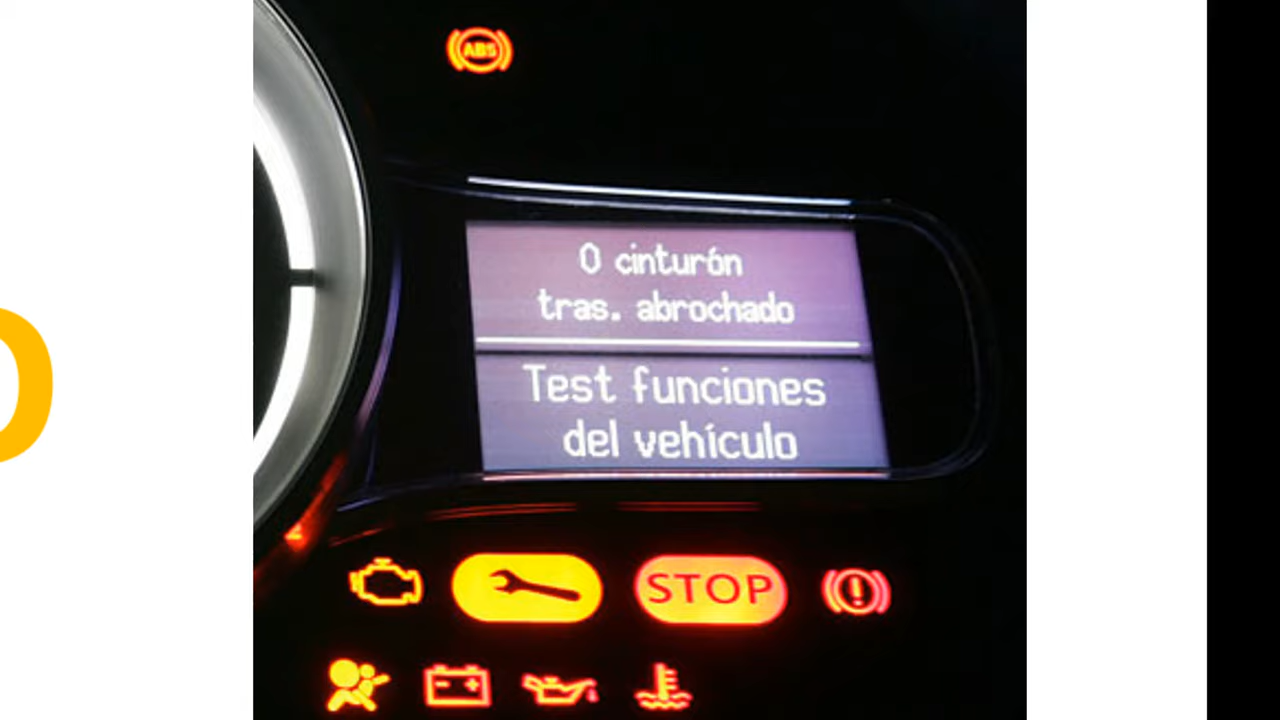 ABS
0 cinturón
tras. abrochado
Test funciones
del vehículo
STOP